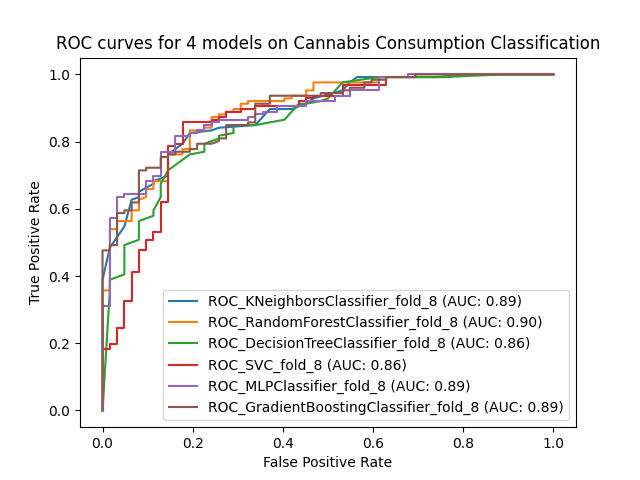 ROC curves for 4 models on Cannabis Consumption Classification
True Positive Rate
1.0
0.8
0.6
0.4
0.2
0.0
ROC_KNeighborsClassifier_fold_8 (AUC: 0.89)
ROC_RandomForestClassifier_fold_8 (AUC: 0.90)
ROC_DecisionTreeClassifier_fold_8 (AUC: 0.86)
ROC_SVC_fold_8 (AUC: 0.86)
ROC_MLPClassifier_fold_8 (AUC: 0.89)
ROC_GradientBoostingClassifier_fold_8 (AUC: 0.89)
0.0 0.2 0.4 0.6 0.8 1.0
False Positive Rate